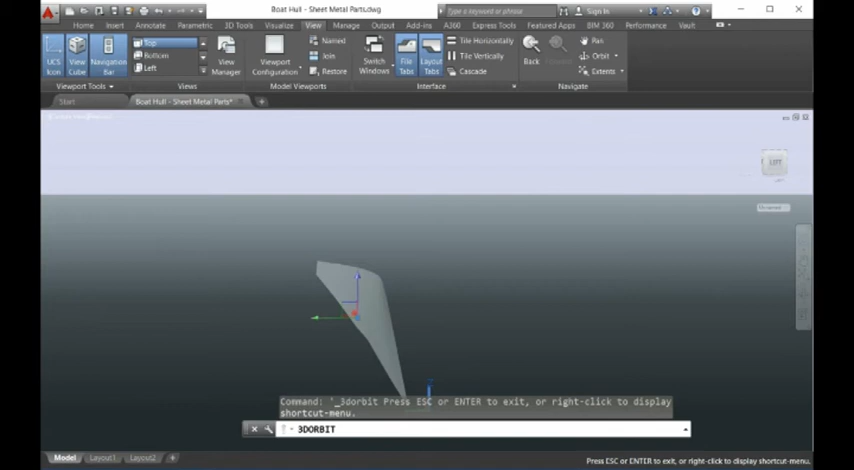 Boat Hull - Sheet Metal Parts.dwg
Type a keyword or phrase
Sign In
Home Insert Annotate Parametric 3D Tools Visualize View Manage Output Add-ins A360 Express Tools Featured Apps BIM 360 Performance Vault
Top
Bottom
Left
UCS
Icon
View
Cube
Navigation
Bar
View
Manager
Viewport
Configuration
Named
Join
Restore
Switch
Windows
File
Tabs
Layout
Tabs
Tile Horizontally
Tile Vertically
Cascade
Back
Pan
Orbit
Extents
Viewport Tools Views Model Viewports Interface Navigate
Start Boat Hull - Sheet Metal Parts*
LEFT
Unnamed
Command: '_3dorbit Press ESC or ENTER to exit, or right-click to display
shortcut-menu.
3DORBIT
Model Layout1 Layout2 +
Press ESC or ENTER to exit, or right-click to display shortcut-menu.